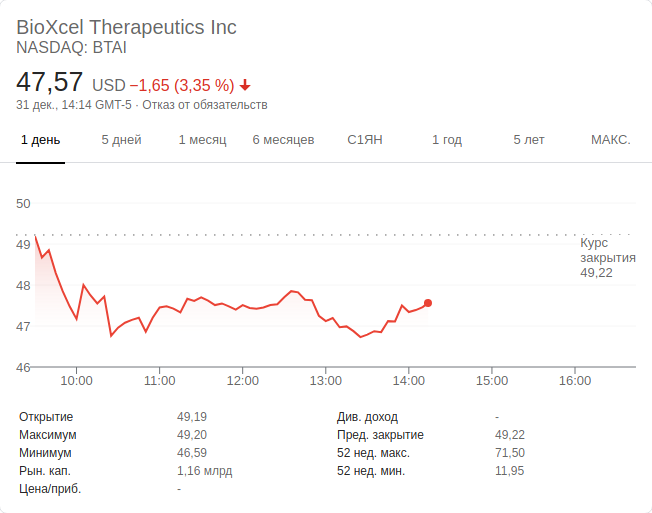 BioXcel Therapeutics Inc
NASDAQ: BTAI
47,57 USD −1,65 (3,35 %)
31 дек., 14:14 GMT-5 · Отказ от обязательств
1 день 5 дней 1 месяц 6 месяцев С1ЯН 1 год 5 лет МАКС.
50
49
48
47
46
Курс
закрытия
49,22
10:00 11:00 12:00 13:00 14:00 15:00 16:00
Открытие 49,19 Див. доход -
Максимум 49,20 Пред. закрытие 49,22
Минимум 46,59 52 нед. макс. 71,50
Рын. кап. 1,16 млрд 52 нед. мин. 11,95
Цена/приб. -